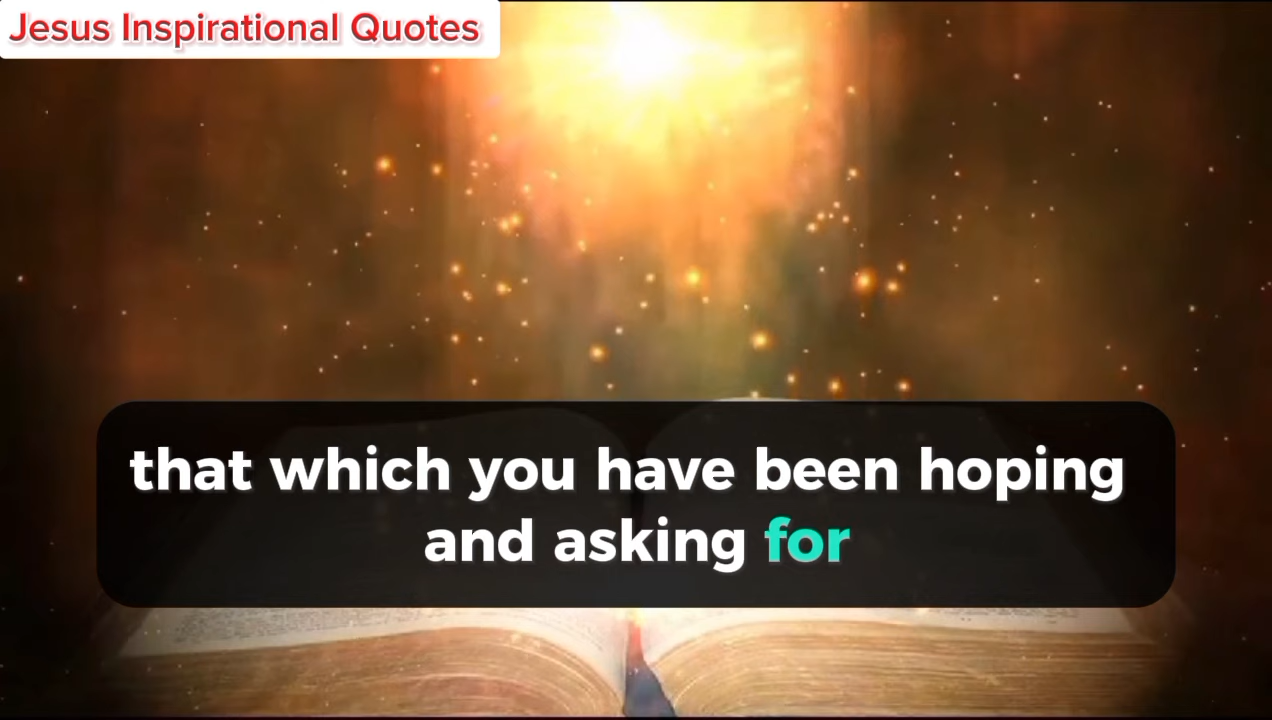 Jesus Inspirational Quotes
that which you have been hoping
and asking for